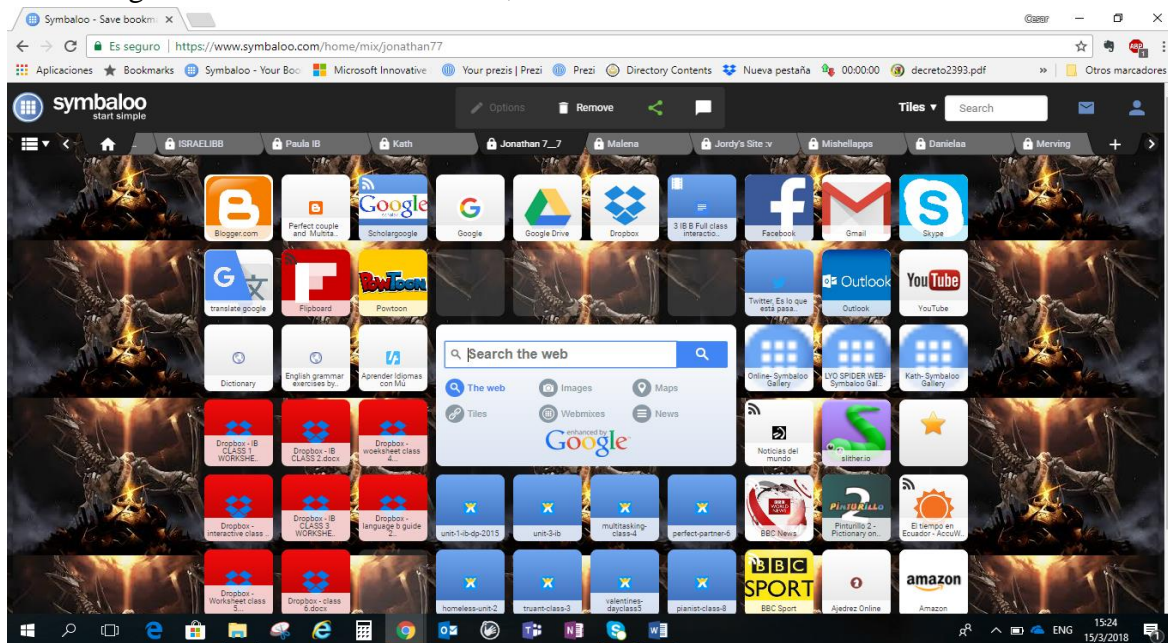 Symbaloo - Save bookm
Cesar
Es seguro | https://www.symbaloo.com/home/mix/jonathan77
Aplicaciones Bookmarks Symbaloo - Your Boo Microsoft Innovative Your prezis | Prezi Prezi Directory Contents Nueva pestaña 00:00:00 decreto2393.pdf » Otros marcadores
symbaloo
start simple
Options Remove Tiles ▼ Search
ISRAELIBB Paula IB Kath Jonathan 7__7 Malena Jordy's Site :v Mishellapps Danielaa Merving +
Blogger.com
Perfect couple
and Multita..
Google
Scholargoogle
Google
Google Drive
Dropbox
3 IB B Full class
interactio..
Facebook
Gmail
Skype
translate google
Flipboard
PowToon
Powtoon
Twitter, Es lo que
está pasa..
Outlook
Outlook
YouTube
YouTube
Dictionary
English grammar
exercises by..
Aprender Idiomas
con Mú
Search the web
The web Images Maps
Tiles Webmixes News
enhanced by
Google
Online- Symbaloo
Gallery
LYD SPIDER WEB-
Symbaloo Gal..
Kath- Symbaloo
Gallery
Dropbox - IB
CLASS 1
WORKSHE..
Dropbox - IB
CLASS 2.docx
Dropbox -
woeksheet class
4...
Noticias del
mundo
slither.io
Dropbox -
interactive class ..
Dropbox - IB
CLASS 3
WORKSHE..
Dropbox -
language b guide
2..
unit-1-ib-dp-2015
unit-3-ib
multitasking-
class-4
perfect-partner-6
BBC
WORLD
NEWS
BBC News
PINTURILLO
2
Pinturillo 2 -
Pictionary on..
El tiempo en
Ecuador - AccuW..
Dropbox -
Worksheet class
5...
Dropbox - class
6.docx
homeless-unit-2
truant-class-3
valentines-
dayclass5
pianist-class-8
BBC
SPORT
BBC Sport
Ajedrez Online
amazon
Amazon
ENG
15:24
15/3/2018